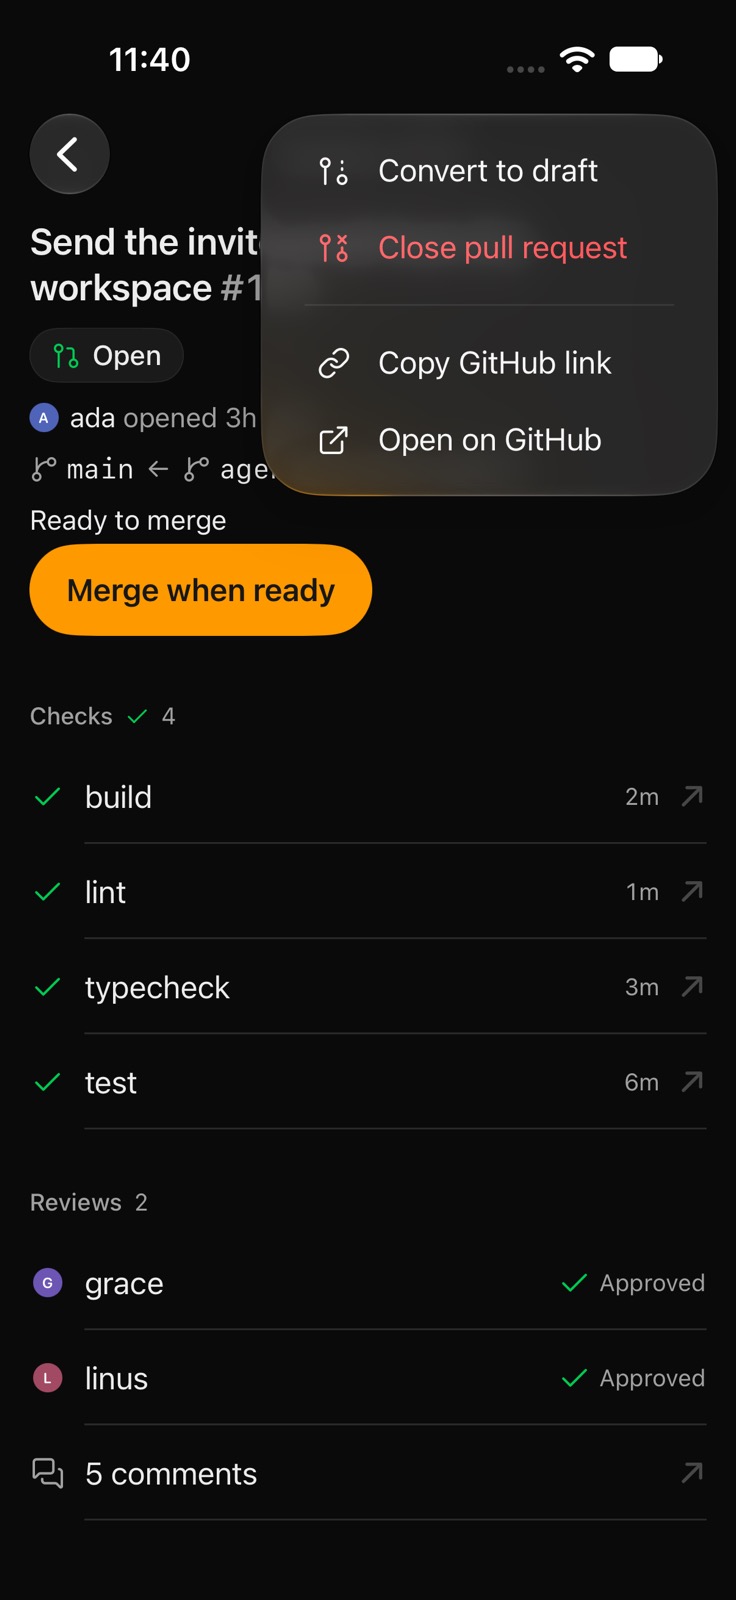 11:40
Convert to draft
Close pull request
Copy GitHub link
Open on GitHub
Send the invit
workspace #1
Open
A ada opened 3h
main ← age
Ready to merge
Merge when ready
Checks 4
build 2m
lint 1m
typecheck 3m
test 6m
Reviews 2
G grace Approved
L linus Approved
5 comments